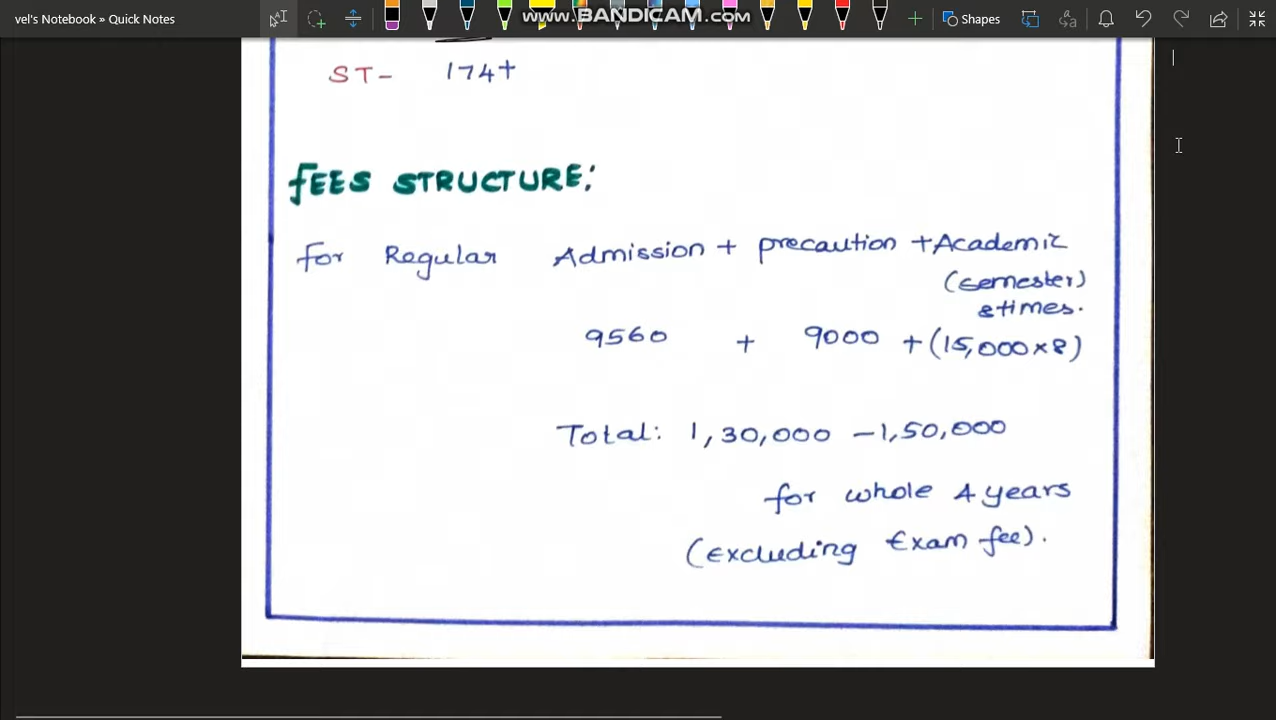 vel's Notebook » Quick Notes
www.BANDICAM.com
Shapes
ST- 174+
FEES STRUCTURE:
For Regular Admission + precaution + Academic
(semester)
8times.
9560 + 9000 + (15,000×8)
Total: 1,30,000 - 1,50,000
for whole 4 years
(excluding Exam fee).